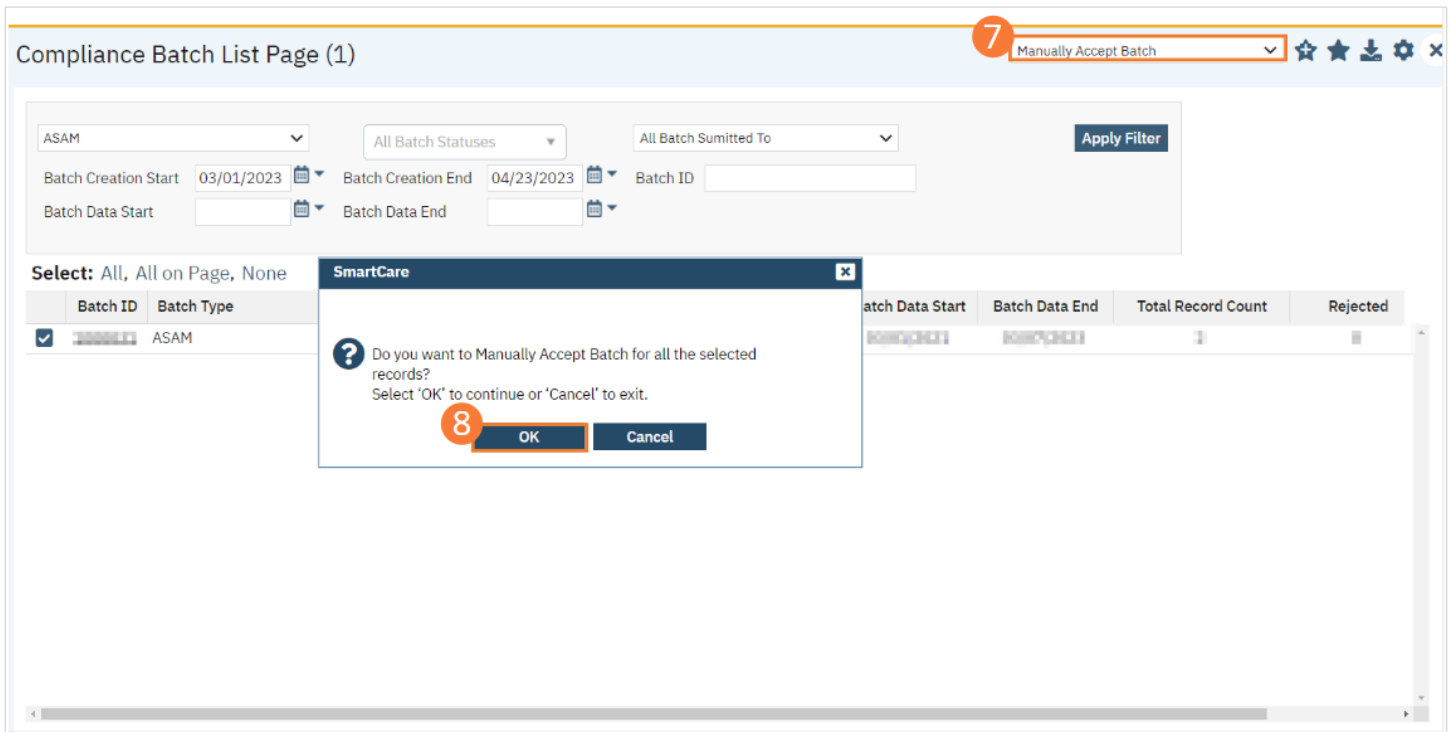 7
Compliance Batch List Page (1)
Manually Accept Batch
ASAM
All Batch Statuses
All Batch Sumitted To
Apply Filter
Batch Creation Start 03/01/2023 Batch Creation End 04/23/2023 Batch ID
Batch Data Start Batch Data End
Select: All, All on Page, None
SmartCare
Batch ID Batch Type atch Data Start Batch Data End Total Record Count Rejected
ASAM
Do you want to Manually Accept Batch for all the selected
records?
Select ‘OK’ to continue or ‘Cancel’ to exit.
8
OK
Cancel